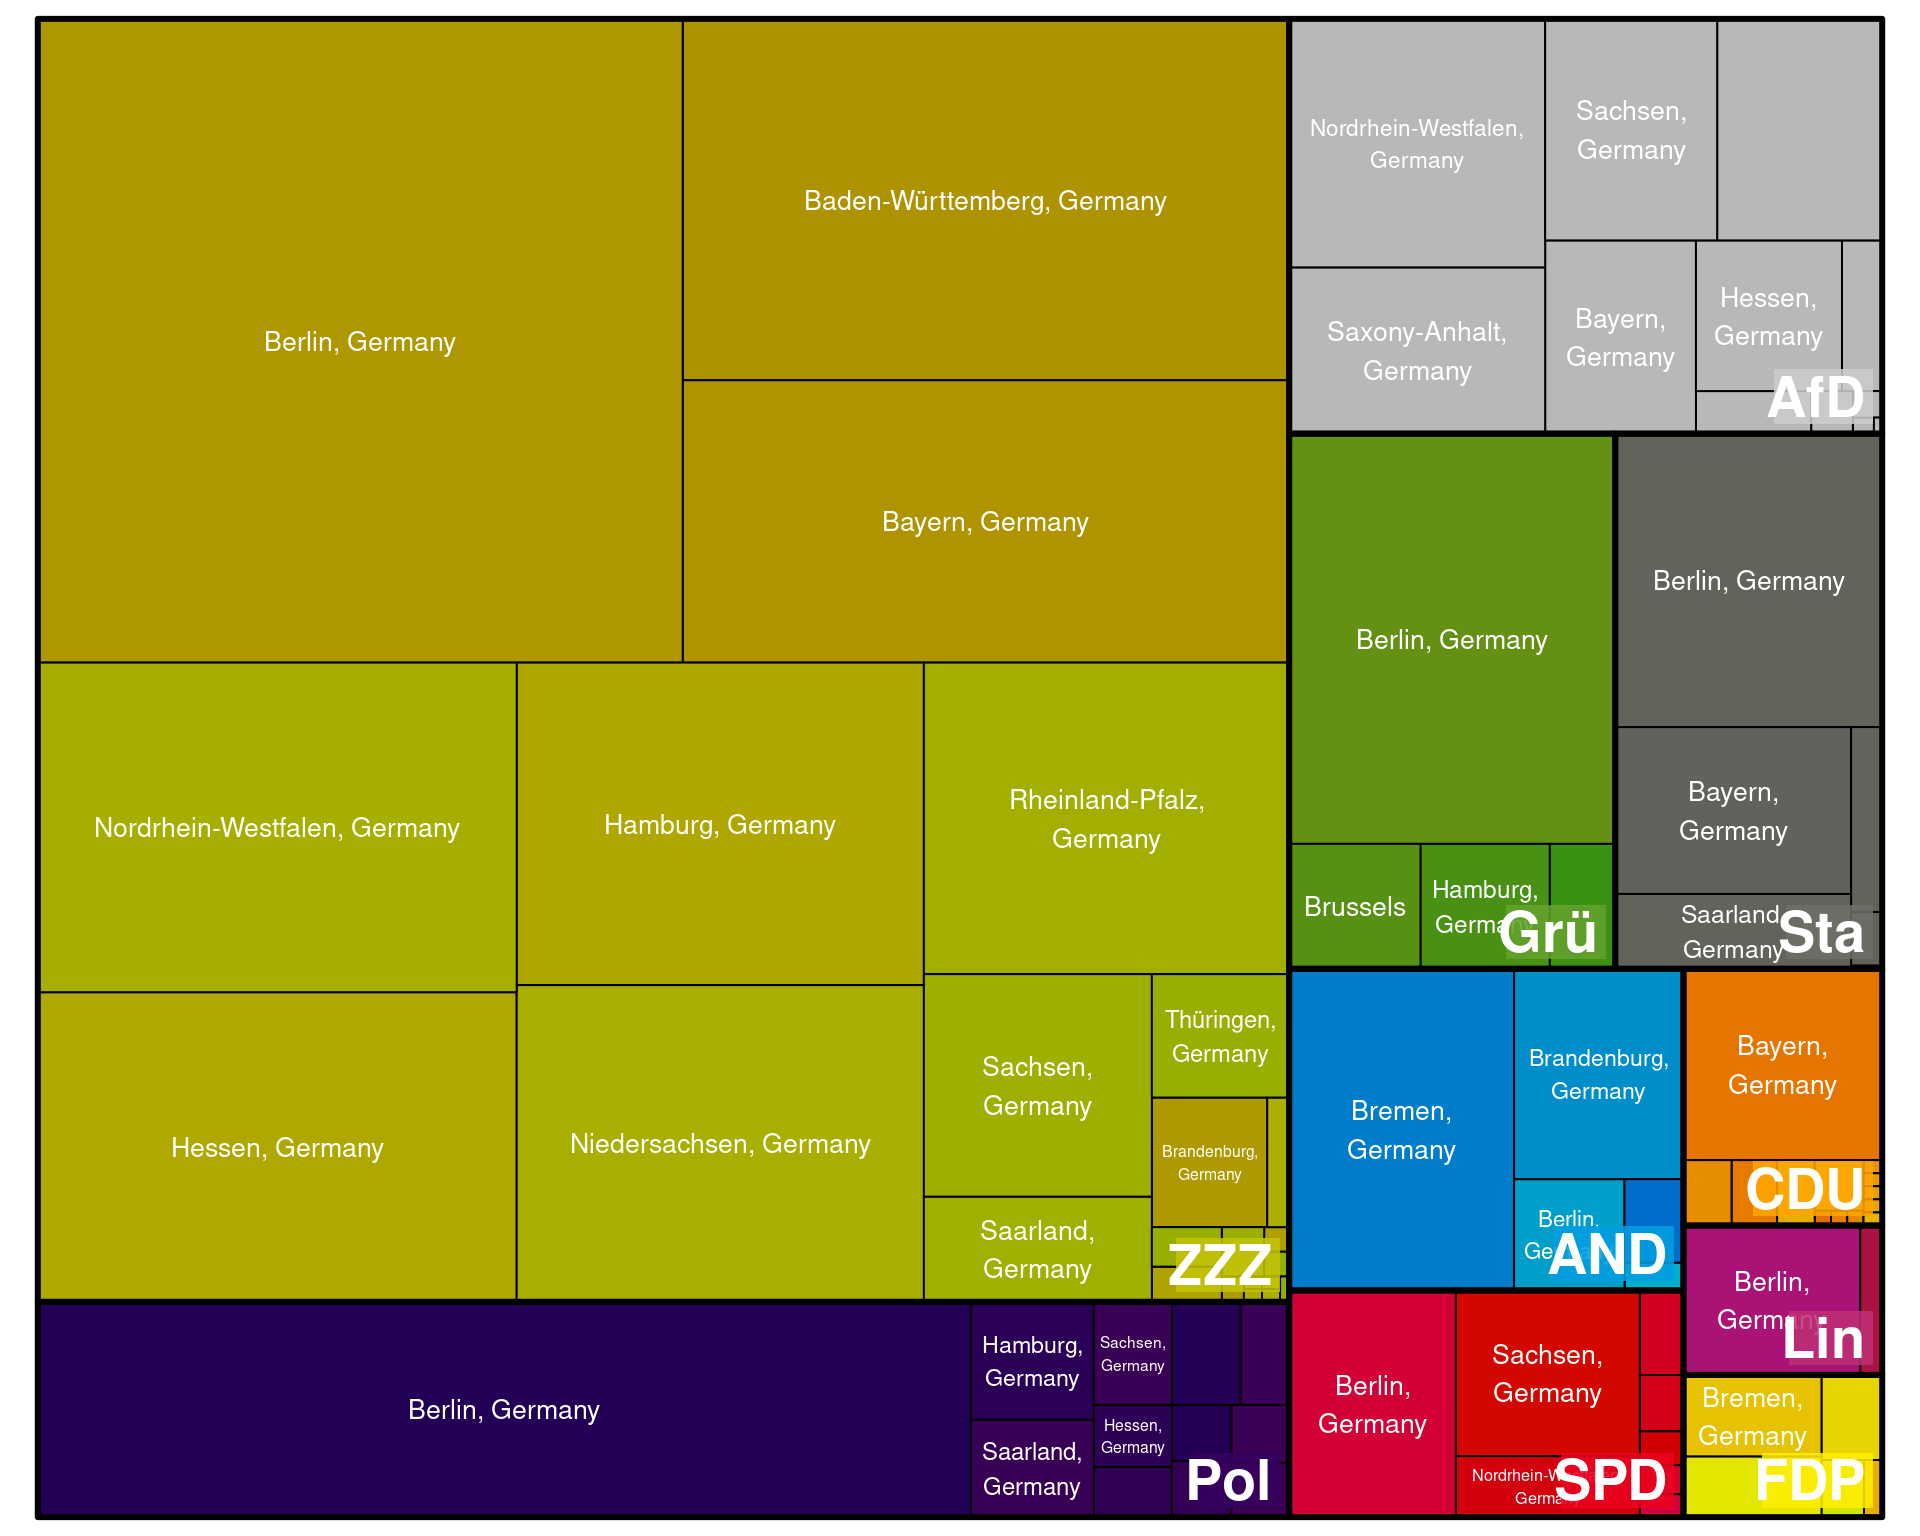 Berlin, Germany
Baden-Württemberg, Germany
Bayern, Germany
Nordrhein-Westfalen, Germany
Hamburg, Germany
Rheinland-Pfalz,
Germany
Hessen, Germany
Niedersachsen, Germany
Sachsen,
Germany
Thüringen,
Germany
Brandenburg,
Germany
Saarland,
Germany
ZZZ
Berlin, Germany
Hamburg,
Germany
Saarland,
Germany
Sachsen,
Germany
Hessen,
Germany
Pol
Nordrhein-Westfalen,
Germany
Sachsen,
Germany
Saxony-Anhalt,
Germany
Bayern,
Germany
Hessen,
Germany
AfD
Berlin, Germany
Brussels
Hamburg,
Germany
Grü
Berlin, Germany
Bayern,
Germany
Saarland
Germany
Sta
Bremen,
Germany
Brandenburg,
Germany
Berlin,
AND
Bayern,
Germany
CDU
Berlin,
Germany
Lin
Berlin,
Germany
Sachsen,
Germany
SPD
Bremen,
Germany
FDP